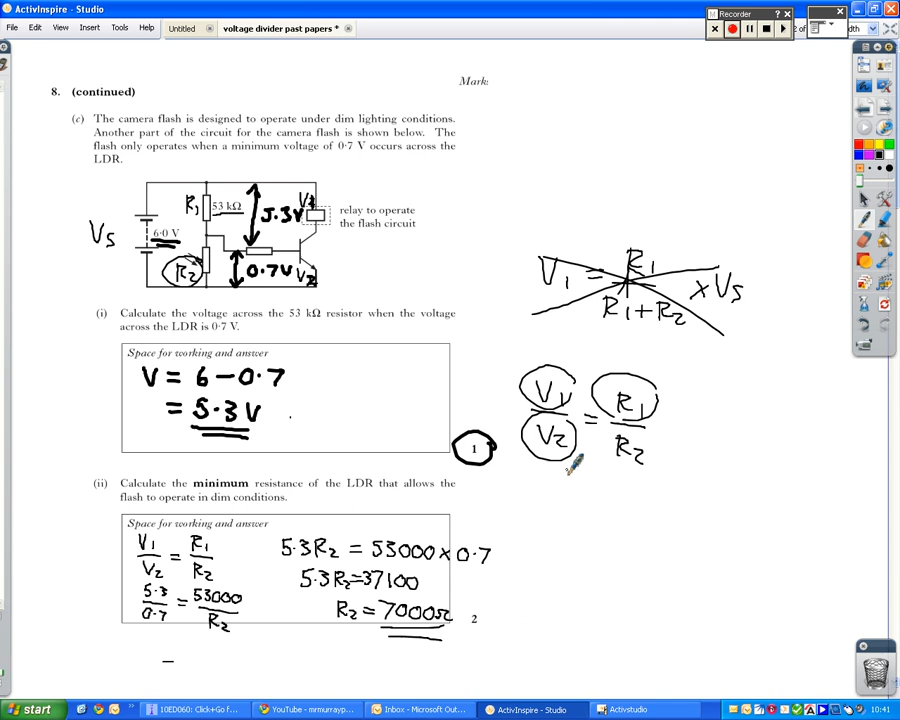 ActivInspire - Studio
Recorder
File Edit View Insert Tools Help
Untitled
voltage divider past papers *
2 of
dth
Mark
8. (continued)
(c) The camera flash is designed to operate under dim lighting conditions.
Another part of the circuit for the camera flash is shown below. The
flash only operates when a minimum voltage of 0·7 V occurs across the
LDR.
Vs
6·0 V
R1
53 kΩ
R2
5.3V
0.7V
V1
V2
relay to operate
the flash circuit
(i) Calculate the voltage across the 53 kΩ resistor when the voltage
across the LDR is 0·7 V.
Space for working and answer
V = 6 - 0·7
= 5·3 V
1
V1 = R1
R1 + R2
x Vs
V1
V2
=
R1
R2
(ii) Calculate the minimum resistance of the LDR that allows the
flash to operate in dim conditions.
Space for working and answer
V1
V2
=
R1
R2
5·3
0·7
=
53000
R2
5·3R2 = 53000 x 0·7
5·3R2 = 37100
R2 = 7000Ω
2
start
10ED060: Click+Go f...
YouTube - mrmurrayp...
Inbox - Microsoft Out...
ActivInspire - Studio
Activstudio
10:41